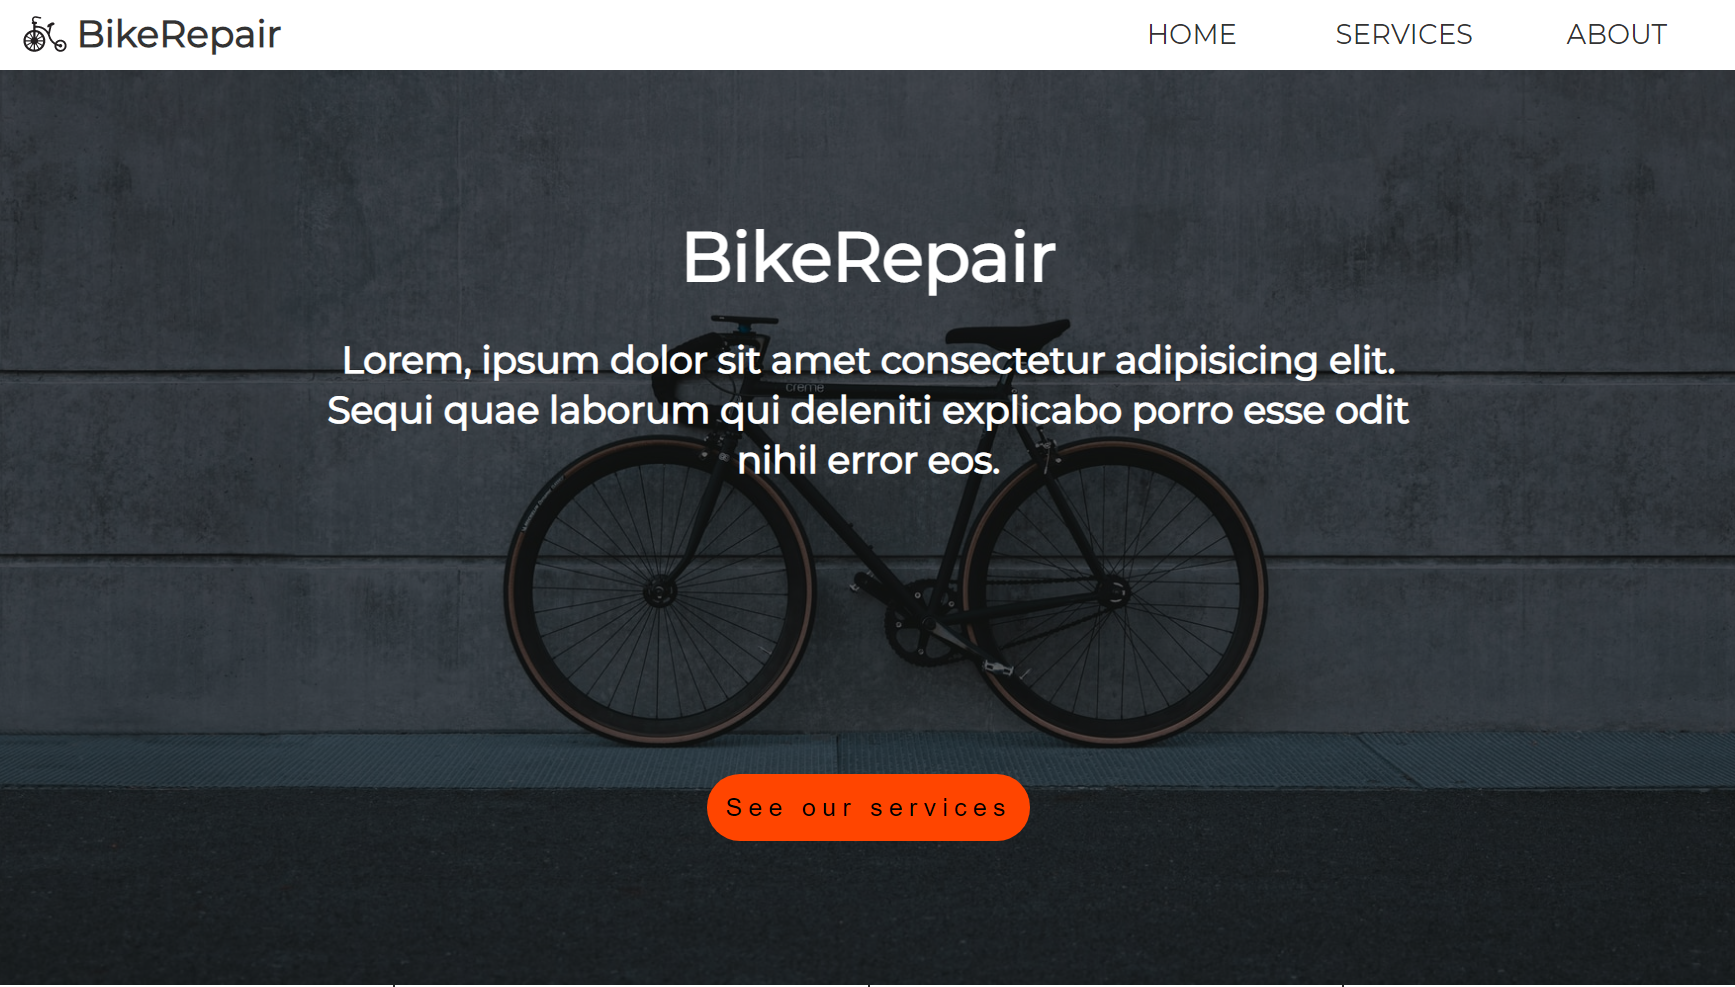 BikeRepair
HOME SERVICES ABOUT
BikeRepair
Lorem, ipsum dolor sit amet consectetur adipisicing elit.
Sequi quae laborum qui deleniti explicabo porro esse odit
nihil error eos.
creme
See our services